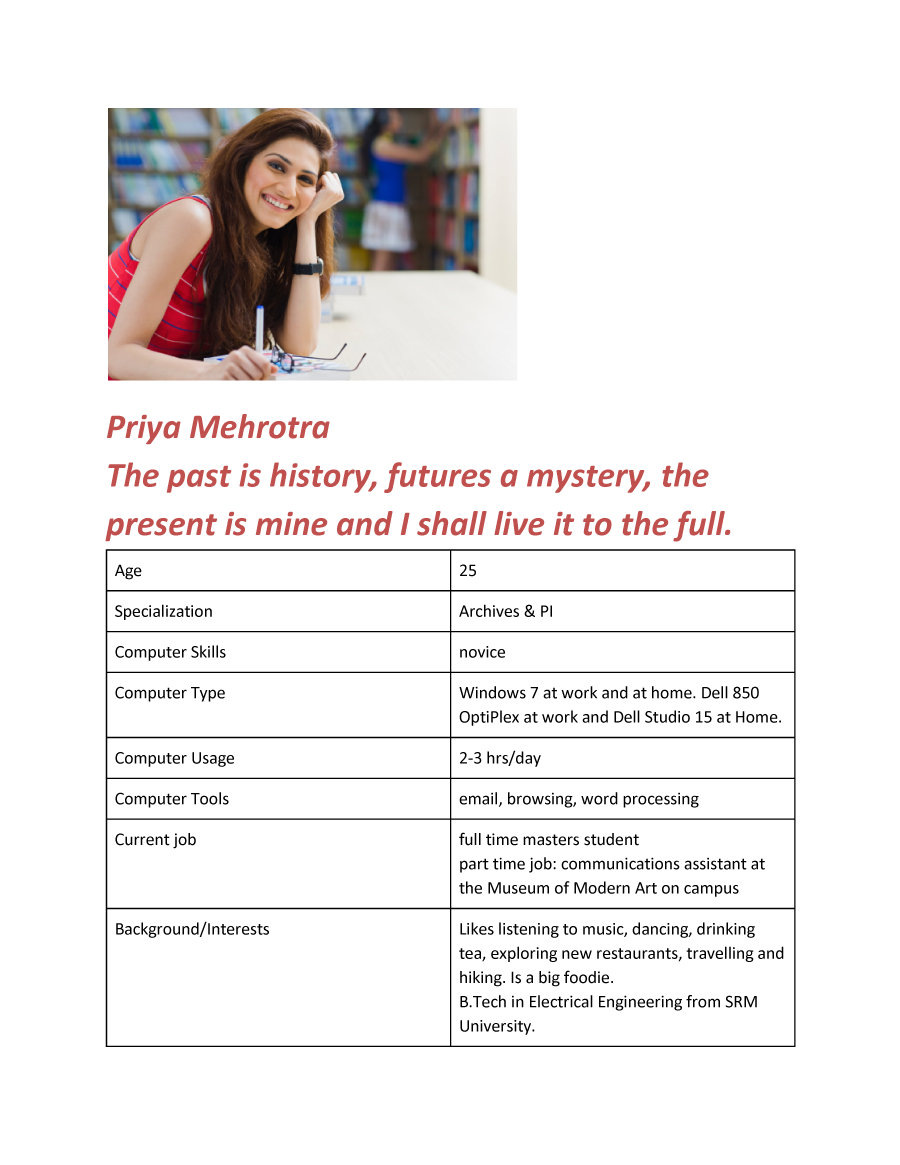 Priya Mehrotra
The past is history, futures a mystery, the
present is mine and I shall live it to the full.
Age
25
Specialization
Archives & PI
Computer Skills
novice
Computer Type
Windows 7 at work and at home. Dell 850
OptiPlex at work and Dell Studio 15 at Home.
Computer Usage
2-3 hrs/day
Computer Tools
email, browsing, word processing
Current job
full time masters student
part time job: communications assistant at
the Museum of Modern Art on campus
Background/Interests
Likes listening to music, dancing, drinking
tea, exploring new restaurants, travelling and
hiking. Is a big foodie.
B.Tech in Electrical Engineering from SRM
University.